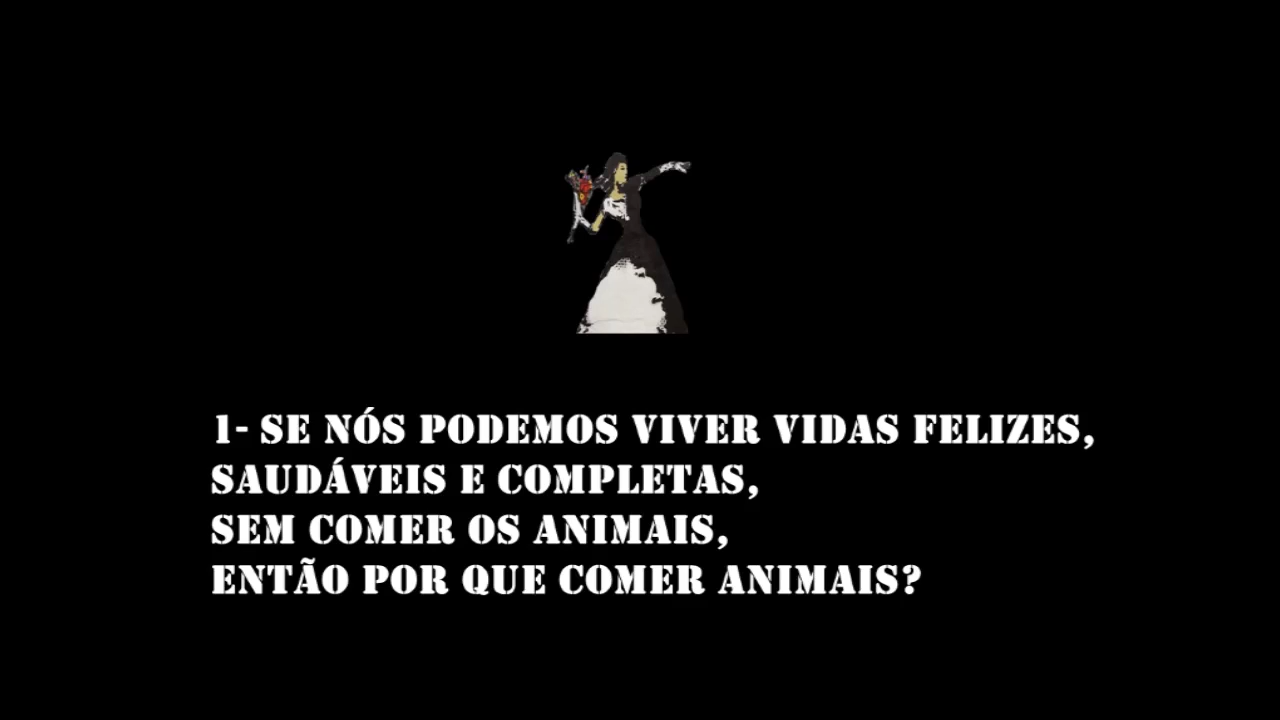 1- SE NÓS PODEMOS VIVER VIDAS FELIZES,
SAUDÁVEIS E COMPLETAS,
SEM COMER OS ANIMAIS,
ENTÃO POR QUE COMER ANIMAIS?